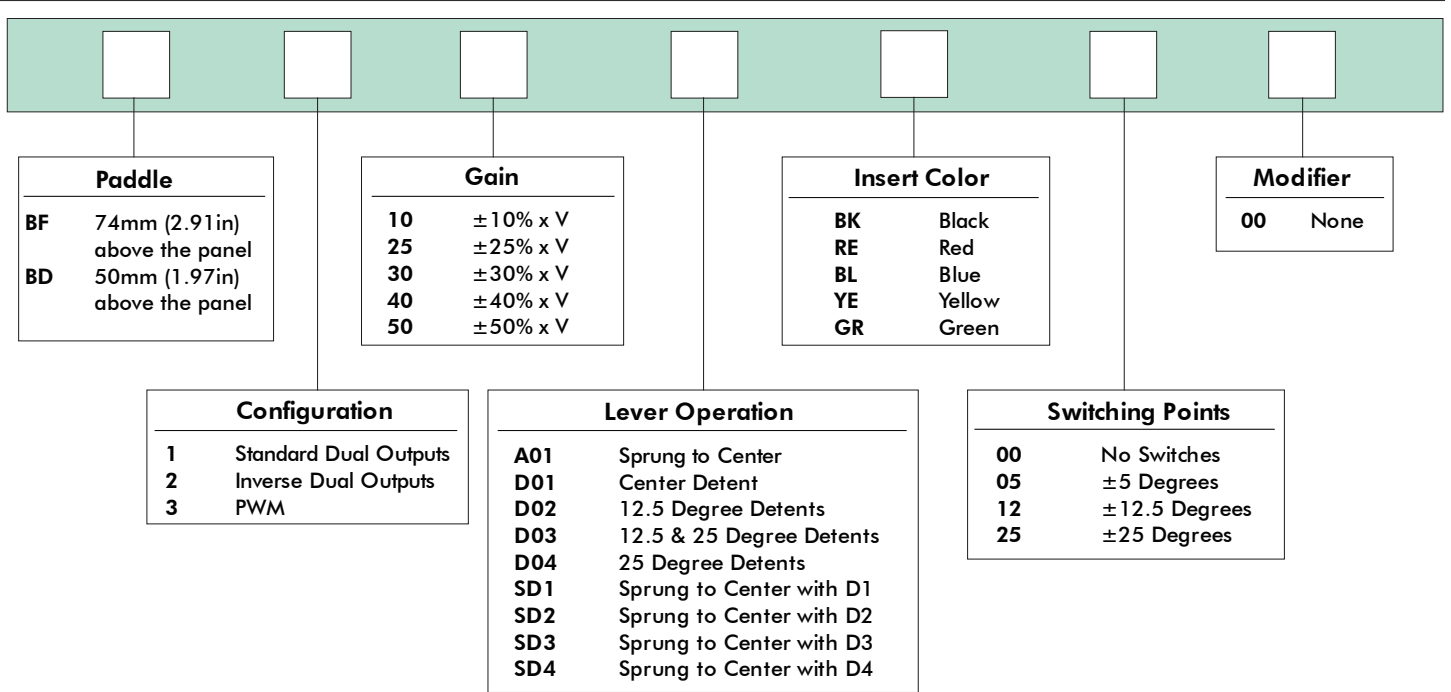 Paddle
BF 74mm (2.91in)
above the panel
BD 50mm (1.97in)
above the panel
Gain
10 ±10% x V
25 ±25% x V
30 ±30% x V
40 ±40% x V
50 ±50% x V
Insert Color
BK Black
RE Red
BL Blue
YE Yellow
GR Green
Modifier
00 None
Configuration
1 Standard Dual Outputs
2 Inverse Dual Outputs
3 PWM
Lever Operation
A01 Sprung to Center
D01 Center Detent
D02 12.5 Degree Detents
D03 12.5 & 25 Degree Detents
D04 25 Degree Detents
SD1 Sprung to Center with D1
SD2 Sprung to Center with D2
SD3 Sprung to Center with D3
SD4 Sprung to Center with D4
Switching Points
00 No Switches
05 ±5 Degrees
12 ±12.5 Degrees
25 ±25 Degrees